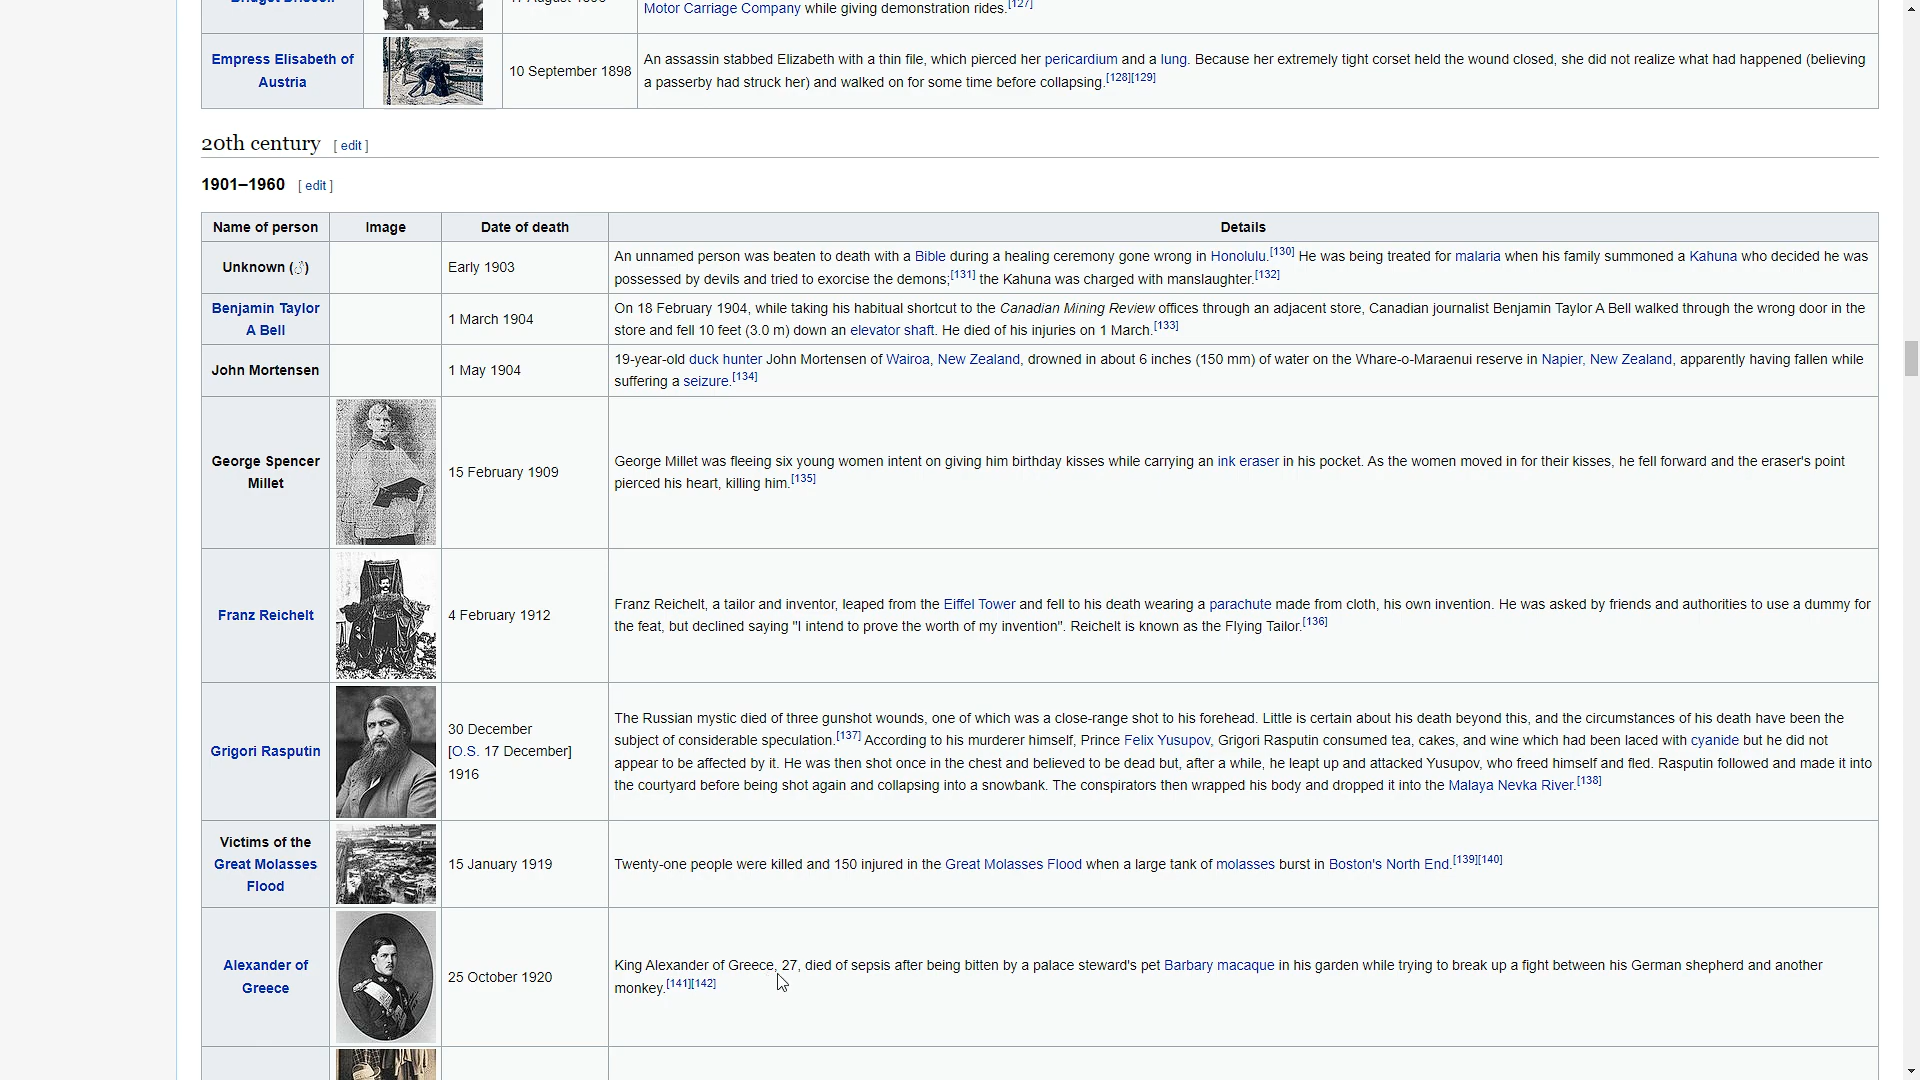 Motor Carriage Company while giving demonstration rides.[127]
Empress Elisabeth of
Austria
10 September 1898
An assassin stabbed Elizabeth with a thin file, which pierced her pericardium and a lung. Because her extremely tight corset held the wound closed, she did not realize what had happened (believing
a passerby had struck her) and walked on for some time before collapsing.[128][129]
20th century [ edit ]
1901–1960 [ edit ]
Name of person Image Date of death Details
Unknown (♂)
Early 1903
An unnamed person was beaten to death with a Bible during a healing ceremony gone wrong in Honolulu.[130] He was being treated for malaria when his family summoned a Kahuna who decided he was
possessed by devils and tried to exorcise the demons;[131] the Kahuna was charged with manslaughter.[132]
Benjamin Taylor
A Bell
1 March 1904
On 18 February 1904, while taking his habitual shortcut to the Canadian Mining Review offices through an adjacent store, Canadian journalist Benjamin Taylor A Bell walked through the wrong door in the
store and fell 10 feet (3.0 m) down an elevator shaft. He died of his injuries on 1 March.[133]
John Mortensen
1 May 1904
19-year-old duck hunter John Mortensen of Wairoa, New Zealand, drowned in about 6 inches (150 mm) of water on the Whare-o-Maraenui reserve in Napier, New Zealand, apparently having fallen while
suffering a seizure.[134]
George Spencer
Millet
15 February 1909
George Millet was fleeing six young women intent on giving him birthday kisses while carrying an ink eraser in his pocket. As the women moved in for their kisses, he fell forward and the eraser's point
pierced his heart, killing him.[135]
Franz Reichelt
4 February 1912
Franz Reichelt, a tailor and inventor, leaped from the Eiffel Tower and fell to his death wearing a parachute made from cloth, his own invention. He was asked by friends and authorities to use a dummy for
the feat, but declined saying "I intend to prove the worth of my invention". Reichelt is known as the Flying Tailor.[136]
Grigori Rasputin
30 December
[O.S. 17 December]
1916
The Russian mystic died of three gunshot wounds, one of which was a close-range shot to his forehead. Little is certain about his death beyond this, and the circumstances of his death have been the
subject of considerable speculation.[137] According to his murderer himself, Prince Felix Yusupov, Grigori Rasputin consumed tea, cakes, and wine which had been laced with cyanide but he did not
appear to be affected by it. He was then shot once in the chest and believed to be dead but, after a while, he leapt up and attacked Yusupov, who freed himself and fled. Rasputin followed and made it into
the courtyard before being shot again and collapsing into a snowbank. The conspirators then wrapped his body and dropped it into the Malaya Nevka River.[138]
Victims of the
Great Molasses
Flood
15 January 1919
Twenty-one people were killed and 150 injured in the Great Molasses Flood when a large tank of molasses burst in Boston's North End.[139][140]
Alexander of
Greece
25 October 1920
King Alexander of Greece, 27, died of sepsis after being bitten by a palace steward's pet Barbary macaque in his garden while trying to break up a fight between his German shepherd and another
monkey.[141][142]